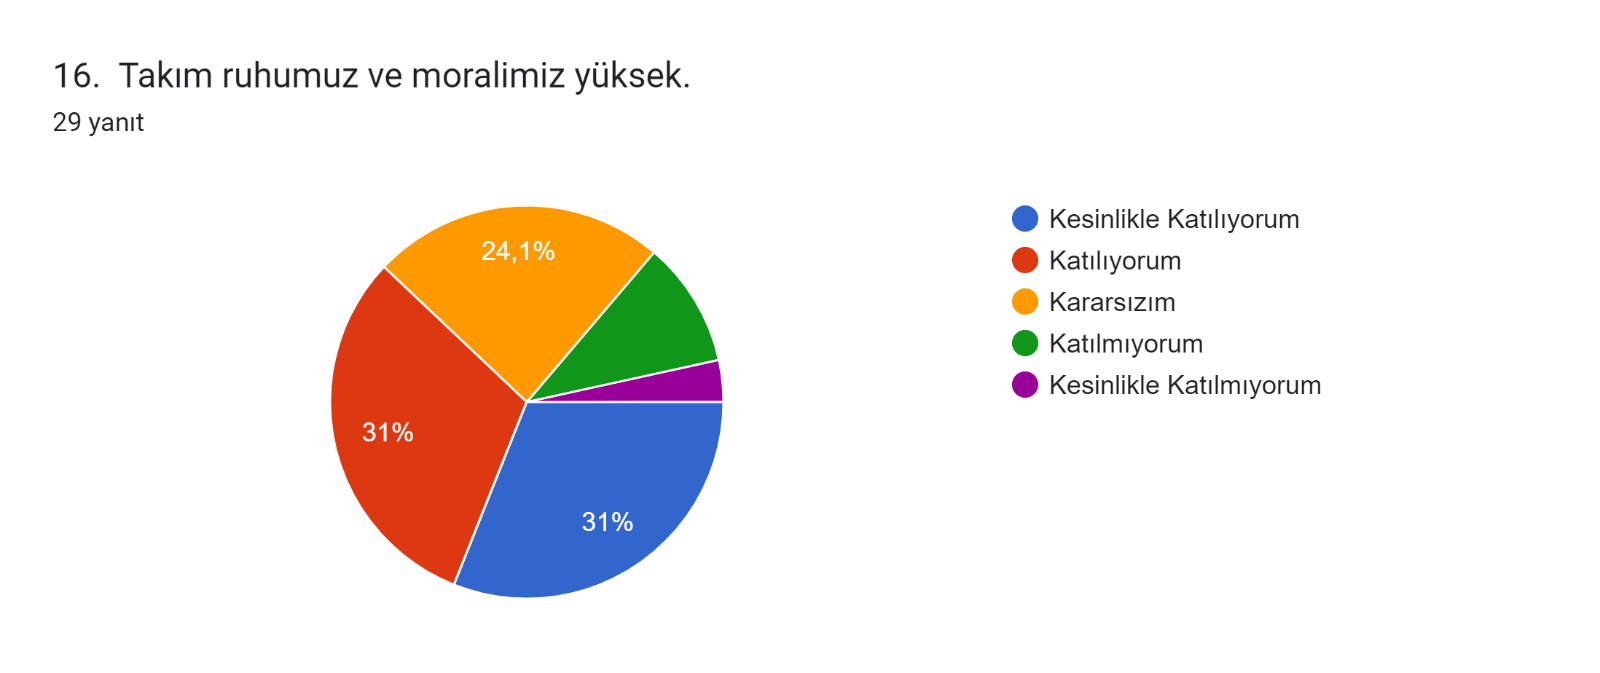 16. Takım ruhumuz ve moralimiz yüksek.
29 yanıt
24,1%
31%
31%
Kesinlikle Katılıyorum
Katılıyorum
Kararsızım
Katılmıyorum
Kesinlikle Katılmıyorum